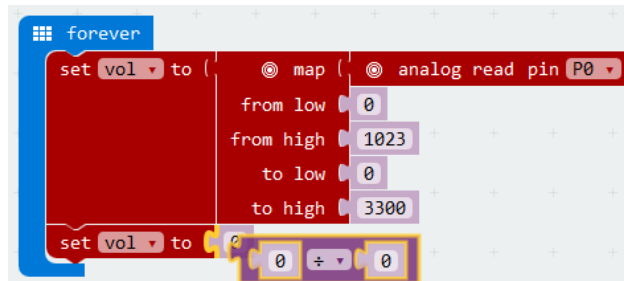 forever
set vol to ( map ( analog read pin P0
from low 0
from high 1023
to low 0
to high 3300
set vol to 0
0 ÷ 0